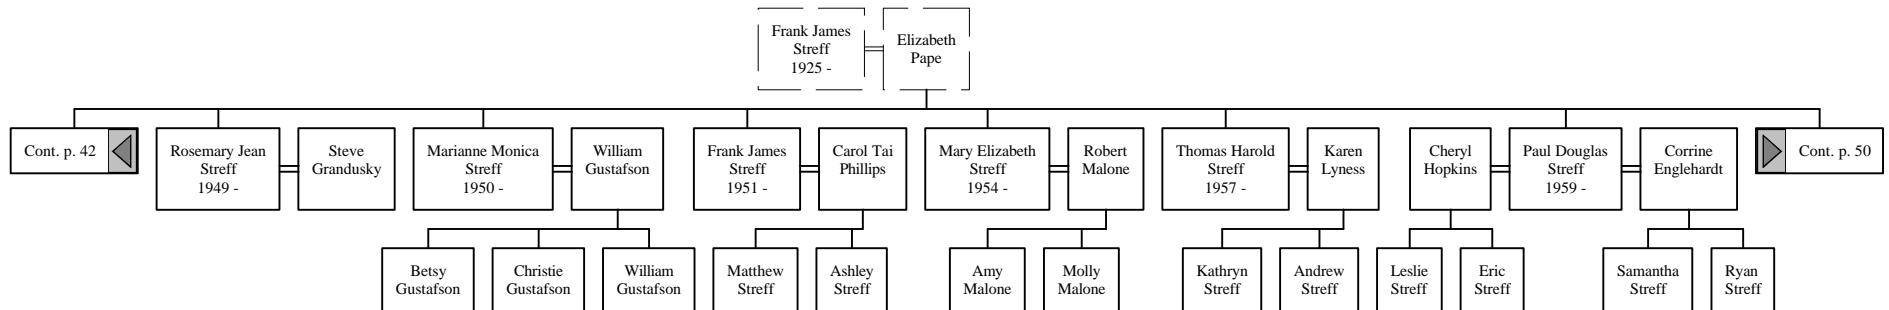 Frank James
Streff
1925 -
Elizabeth
Pape
Cont. p. 42
Rosemary Jean
Streff
1949 -
Steve
Grandusky
Marianne Monica
Streff
1950 -
William
Gustafson
Frank James
Streff
1951 -
Carol Tai
Phillips
Mary Elizabeth
Streff
1954 -
Robert
Malone
Thomas Harold
Streff
1957 -
Karen
Lyness
Cheryl
Hopkins
Paul Douglas
Streff
1959 -
Corrine
Englehardt
Cont. p. 50
Betsy
Gustafson
Christie
Gustafson
William
Gustafson
Matthew
Streff
Ashley
Streff
Amy
Malone
Molly
Malone
Kathryn
Streff
Andrew
Streff
Leslie
Streff
Eric
Streff
Samantha
Streff
Ryan
Streff